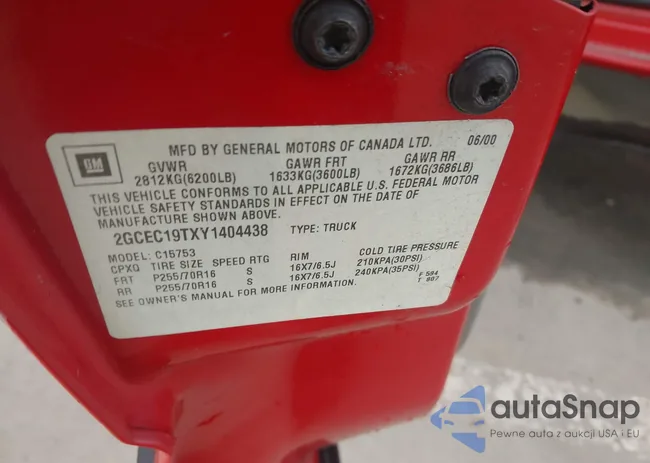 GM
MFD BY GENERAL MOTORS OF CANADA LTD. 06/00
GVWR GAWR FRT GAWR RR
2812KG(6200LB) 1633KG(3600LB) 1672KG(3686LB)
THIS VEHICLE CONFORMS TO ALL APPLICABLE U.S. FEDERAL MOTOR
VEHICLE SAFETY STANDARDS IN EFFECT ON THE DATE OF
MANUFACTURE SHOWN ABOVE.
2GCEC19TXY1404438 TYPE: TRUCK
MODEL: C15753
CPXQ TIRE SIZE SPEED RTG RIM COLD TIRE PRESSURE
FRT P255/70R16 S 16X7/6.5J 210KPA(30PSI)
RR P255/70R16 S 16X7/6.5J 240KPA(35PSI)
SEE OWNER'S MANUAL FOR MORE INFORMATION.
F 584
T 907
autaSnap
Pewne auta z aukcji USA i EU